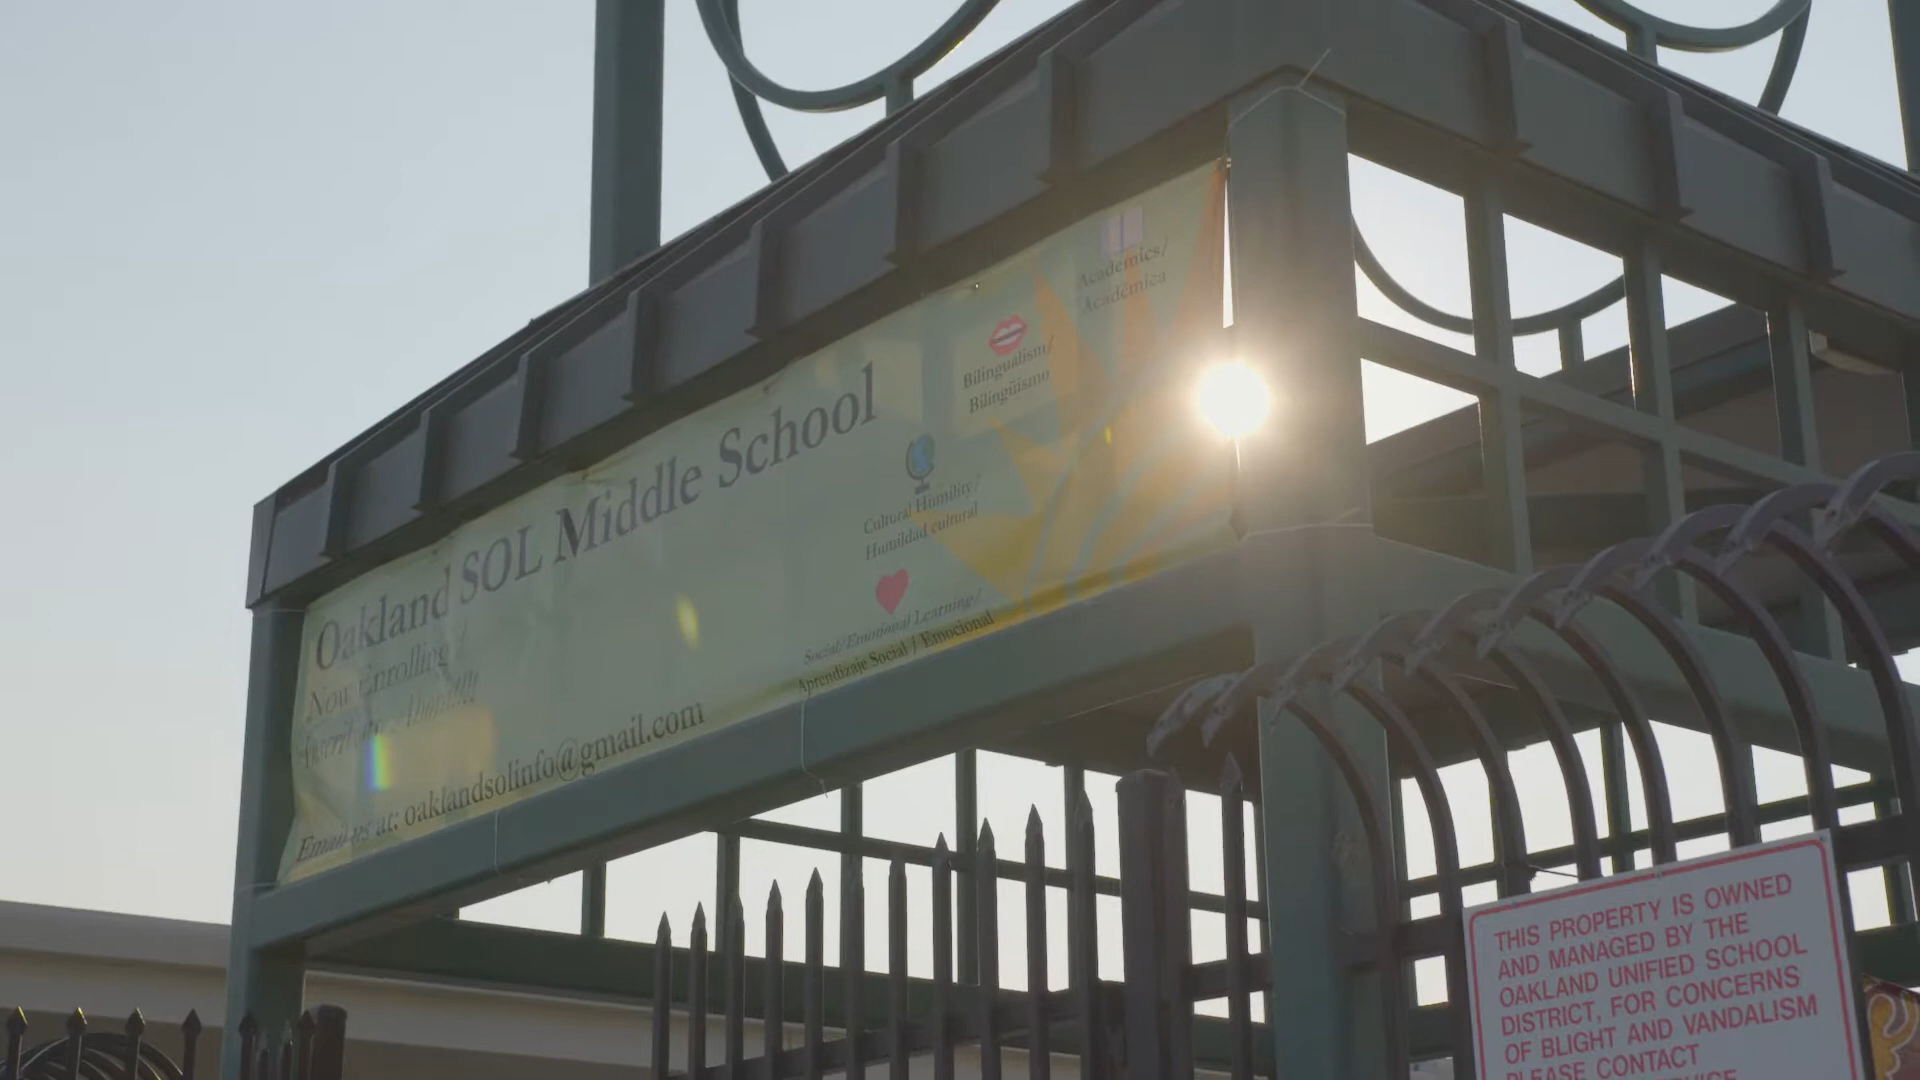 Oakland SOL Middle School
Now Enrolling
Email us at: oaklandsolinfo@gmail.com
Academics/
Académica
Bilingualism/
Bilingüismo
Cultural Humility/
Humildad cultural
Social/Emotional Learning/
Aprendizaje Social / Emocional
THIS PROPERTY IS OWNED
AND MANAGED BY THE
OAKLAND UNIFIED SCHOOL
DISTRICT, FOR CONCERNS
OF BLIGHT AND VANDALISM
PLEASE CONTACT